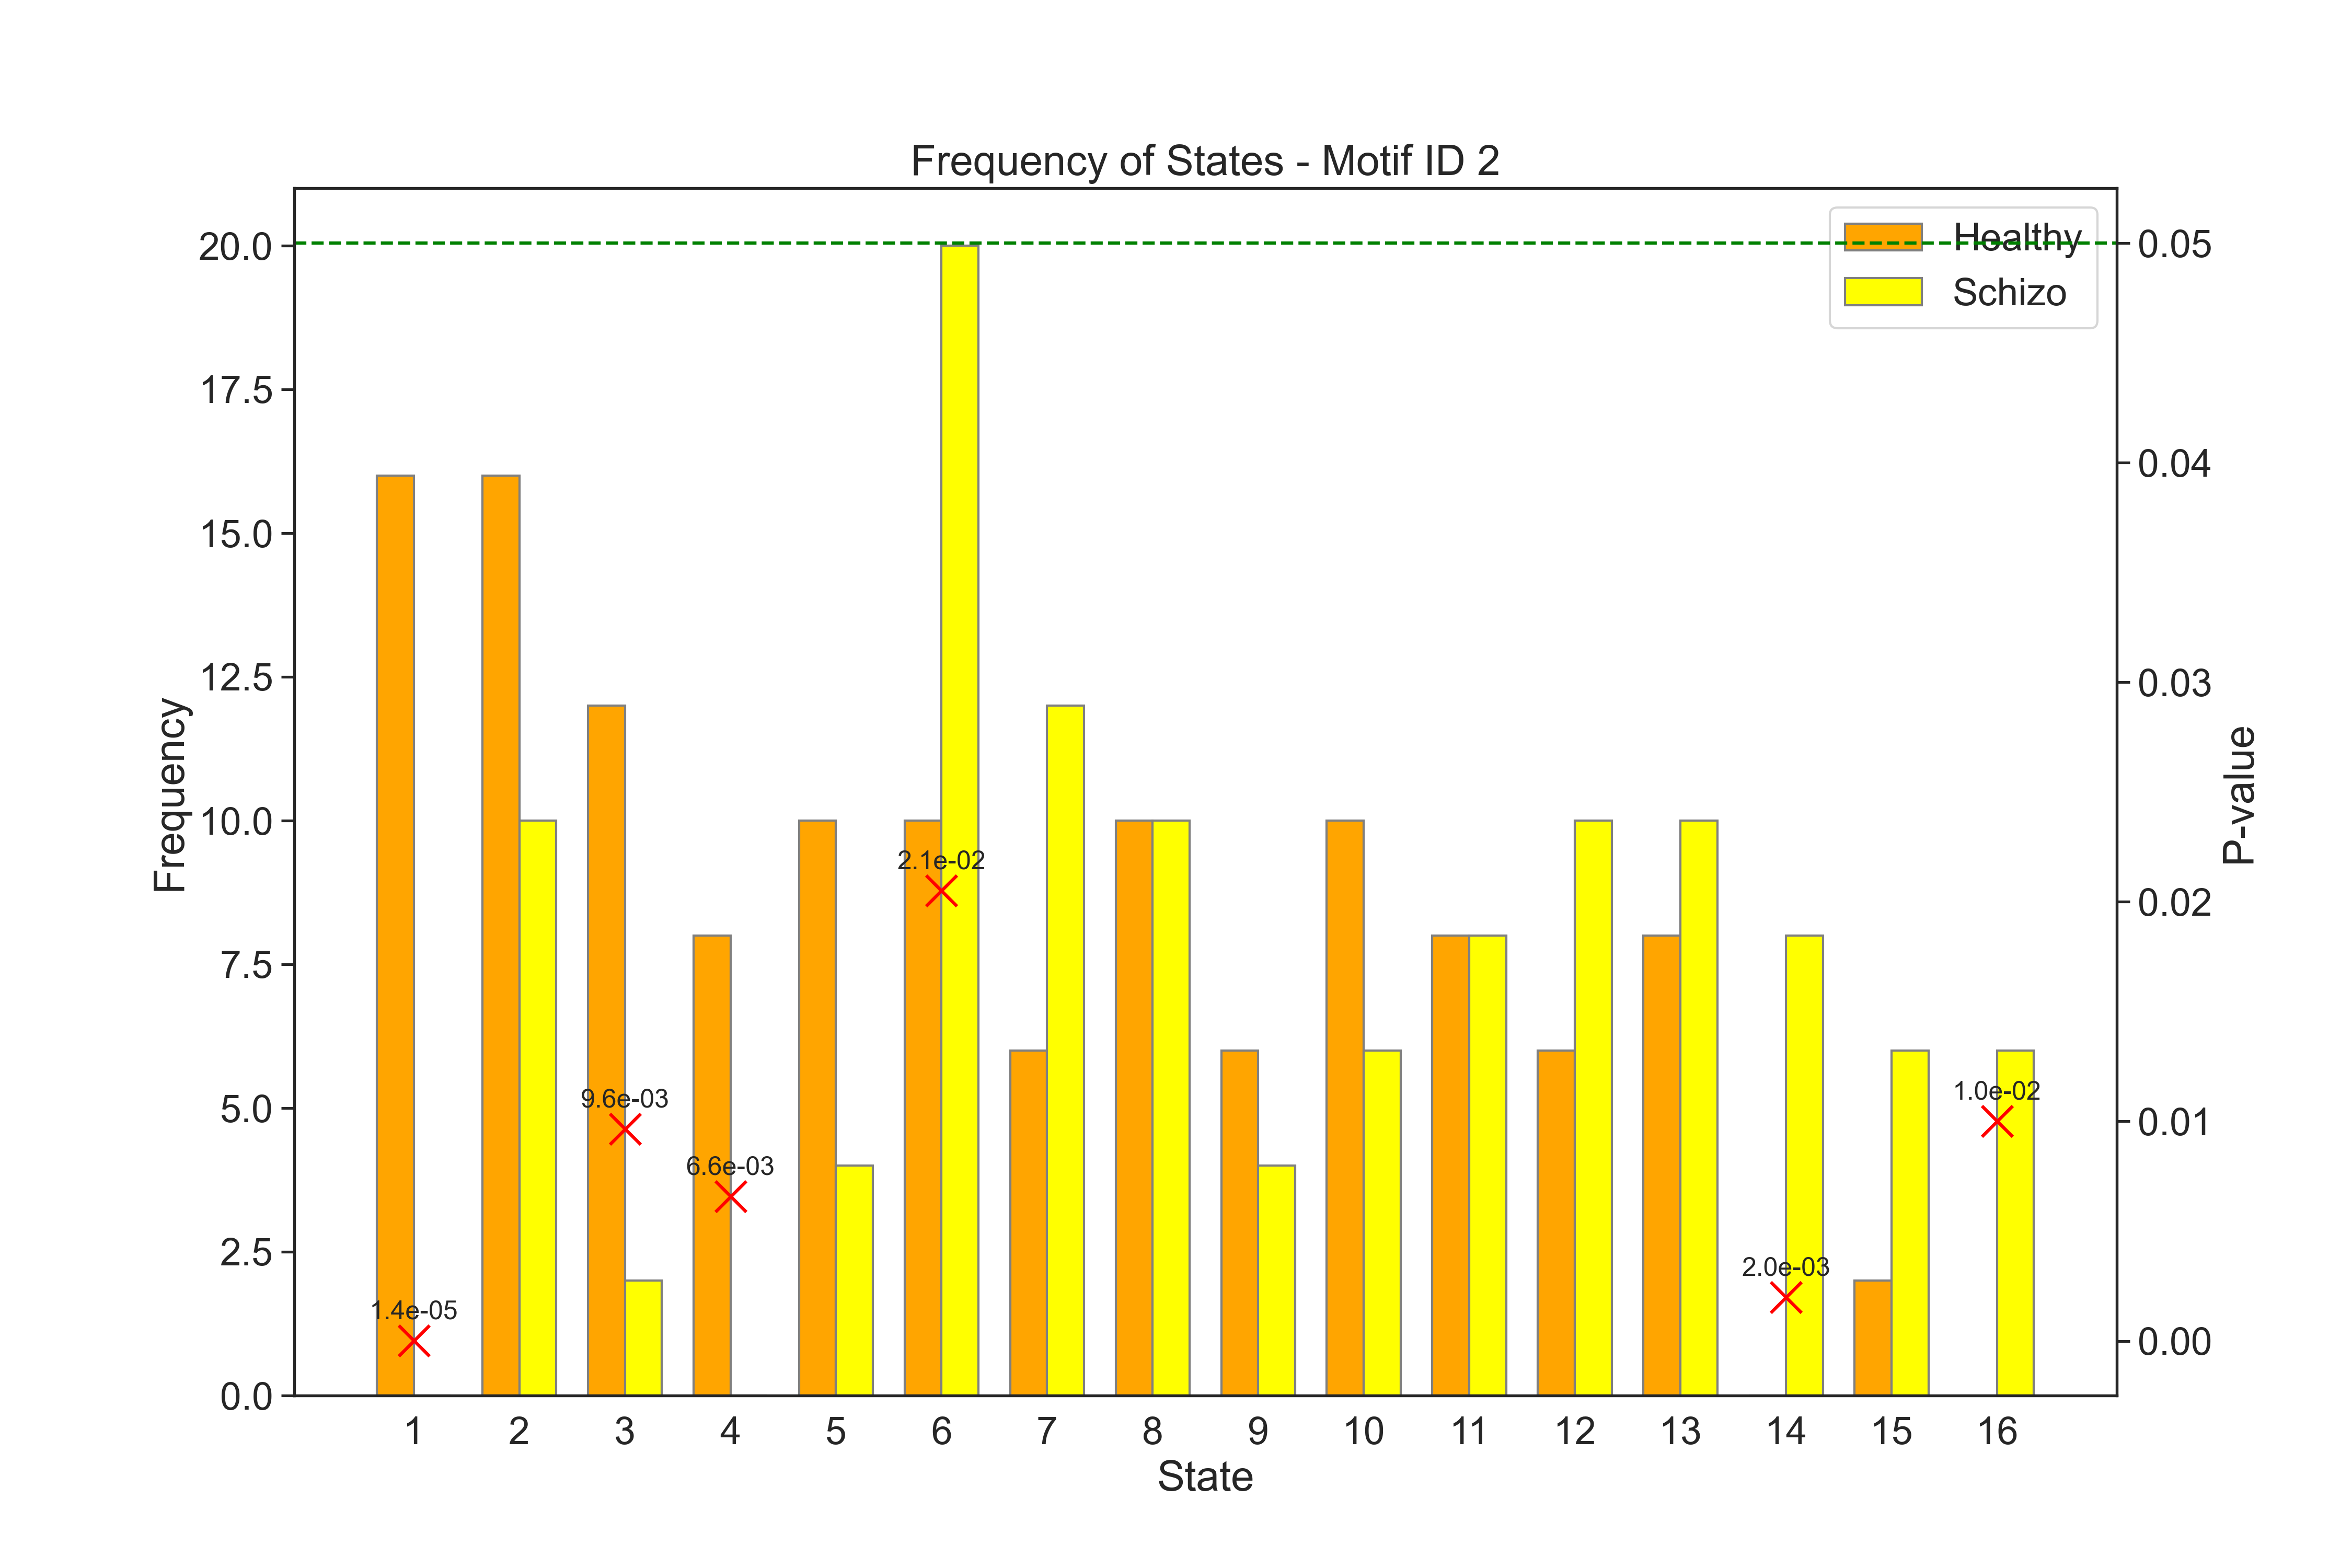 Frequency of States - Motif ID 2
Healthy
Schizo
20.0
17.5
15.0
12.5
10.0
7.5
5.0
2.5
0.0
Frequency
0.05
0.04
0.03
0.02
0.01
0.00
P-value
1.4e-05
9.6e-03
6.6e-03
2.1e-02
2.0e-03
1.0e-02
1 2 3 4 5 6 7 8 9 10 11 12 13 14 15 16
State